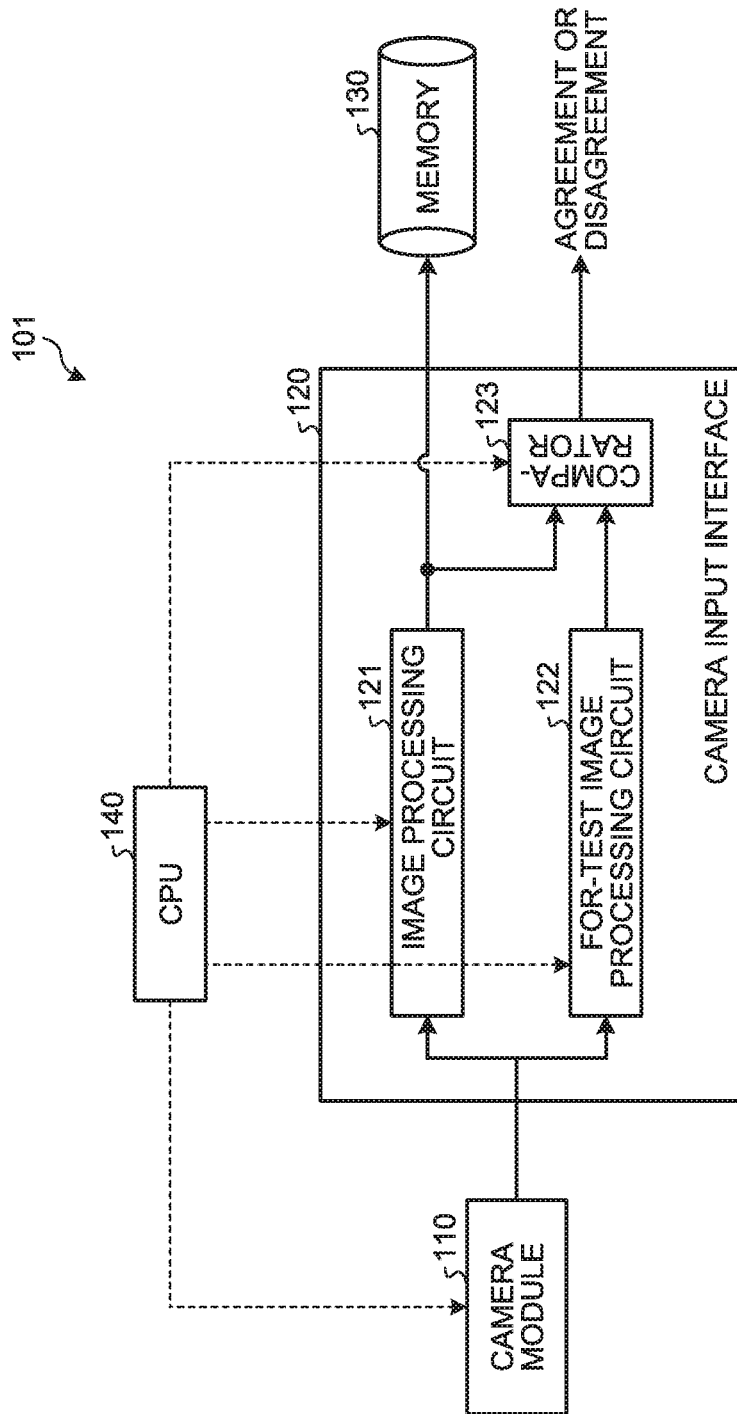 101
140
CPU
120
130
MEMORY
121
IMAGE PROCESSING
CIRCUIT
123
COMPA-
RATOR
110
CAMERA
MODULE
122
FOR-TEST IMAGE
PROCESSING CIRCUIT
AGREEMENT OR
DISAGREEMENT
CAMERA INPUT INTERFACE